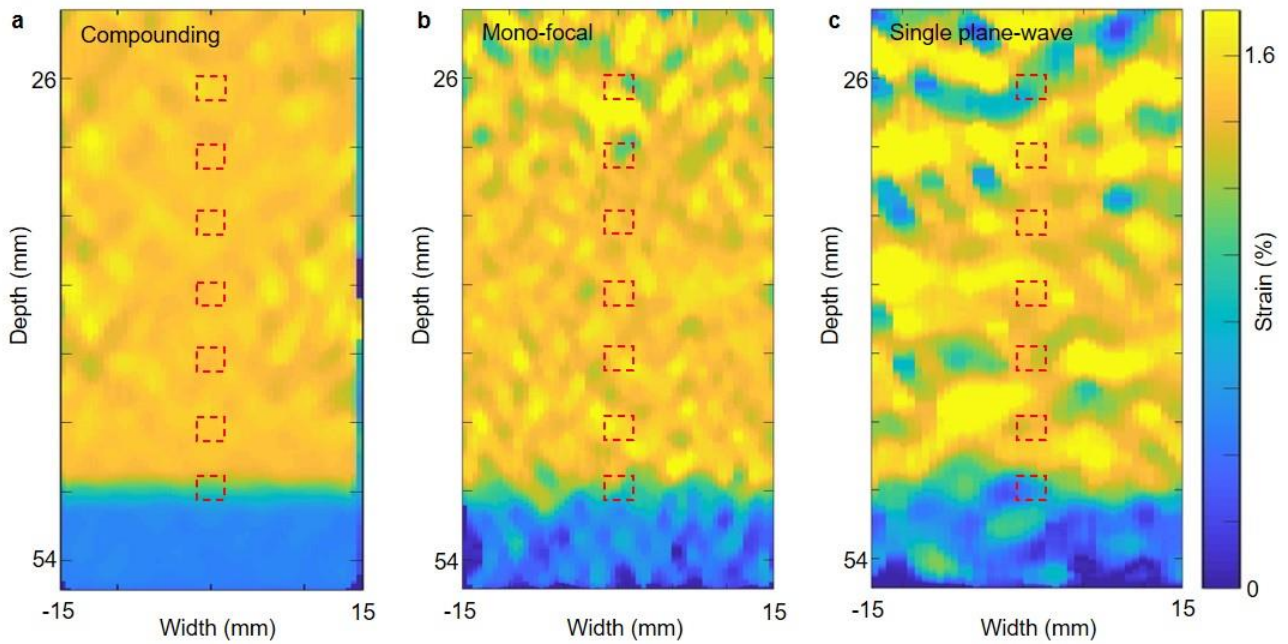 a
Compounding
b
Mono-focal
c
Single plane-wave
26
26
26
1.6
Depth (mm)
Depth (mm)
Depth (mm)
Strain (%)
54
54
54
0
-15
15
-15
15
-15
15
Width (mm)
Width (mm)
Width (mm)